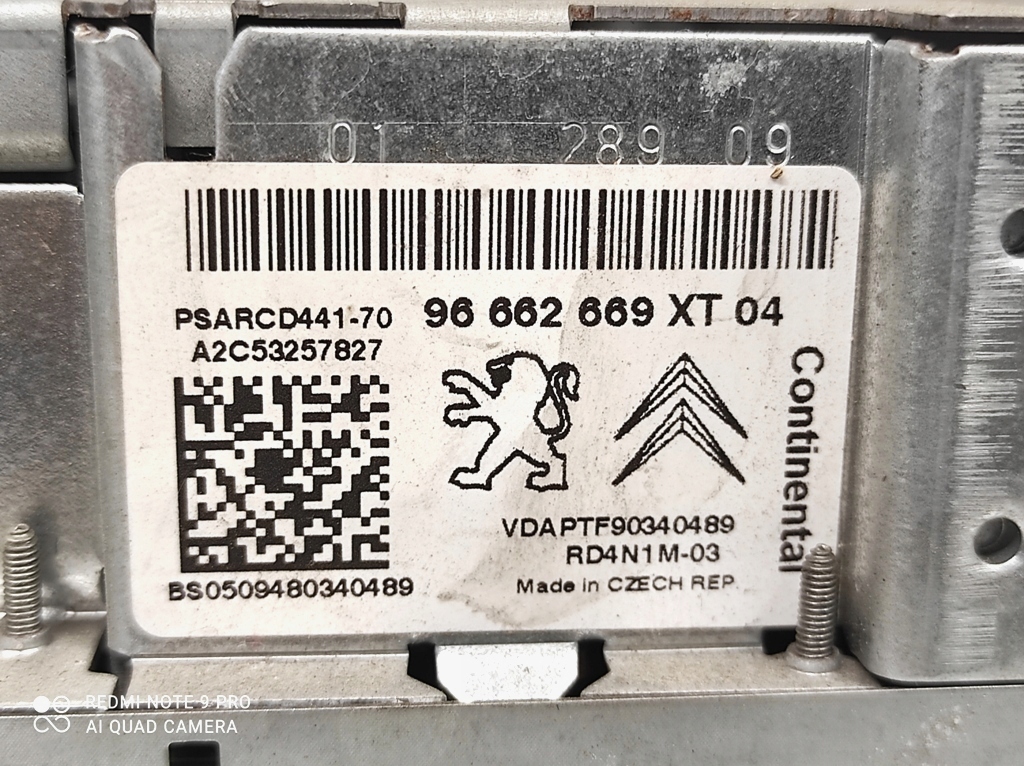 01 289 09
PSARCD441-70
96 662 669 XT 04
A2C53257827
Continental
VDAPTF90340489
RD4N1M-03
BS0509480340489
Made in CZECH REP.
REDMI NOTE 9 PRO
AI QUAD CAMERA